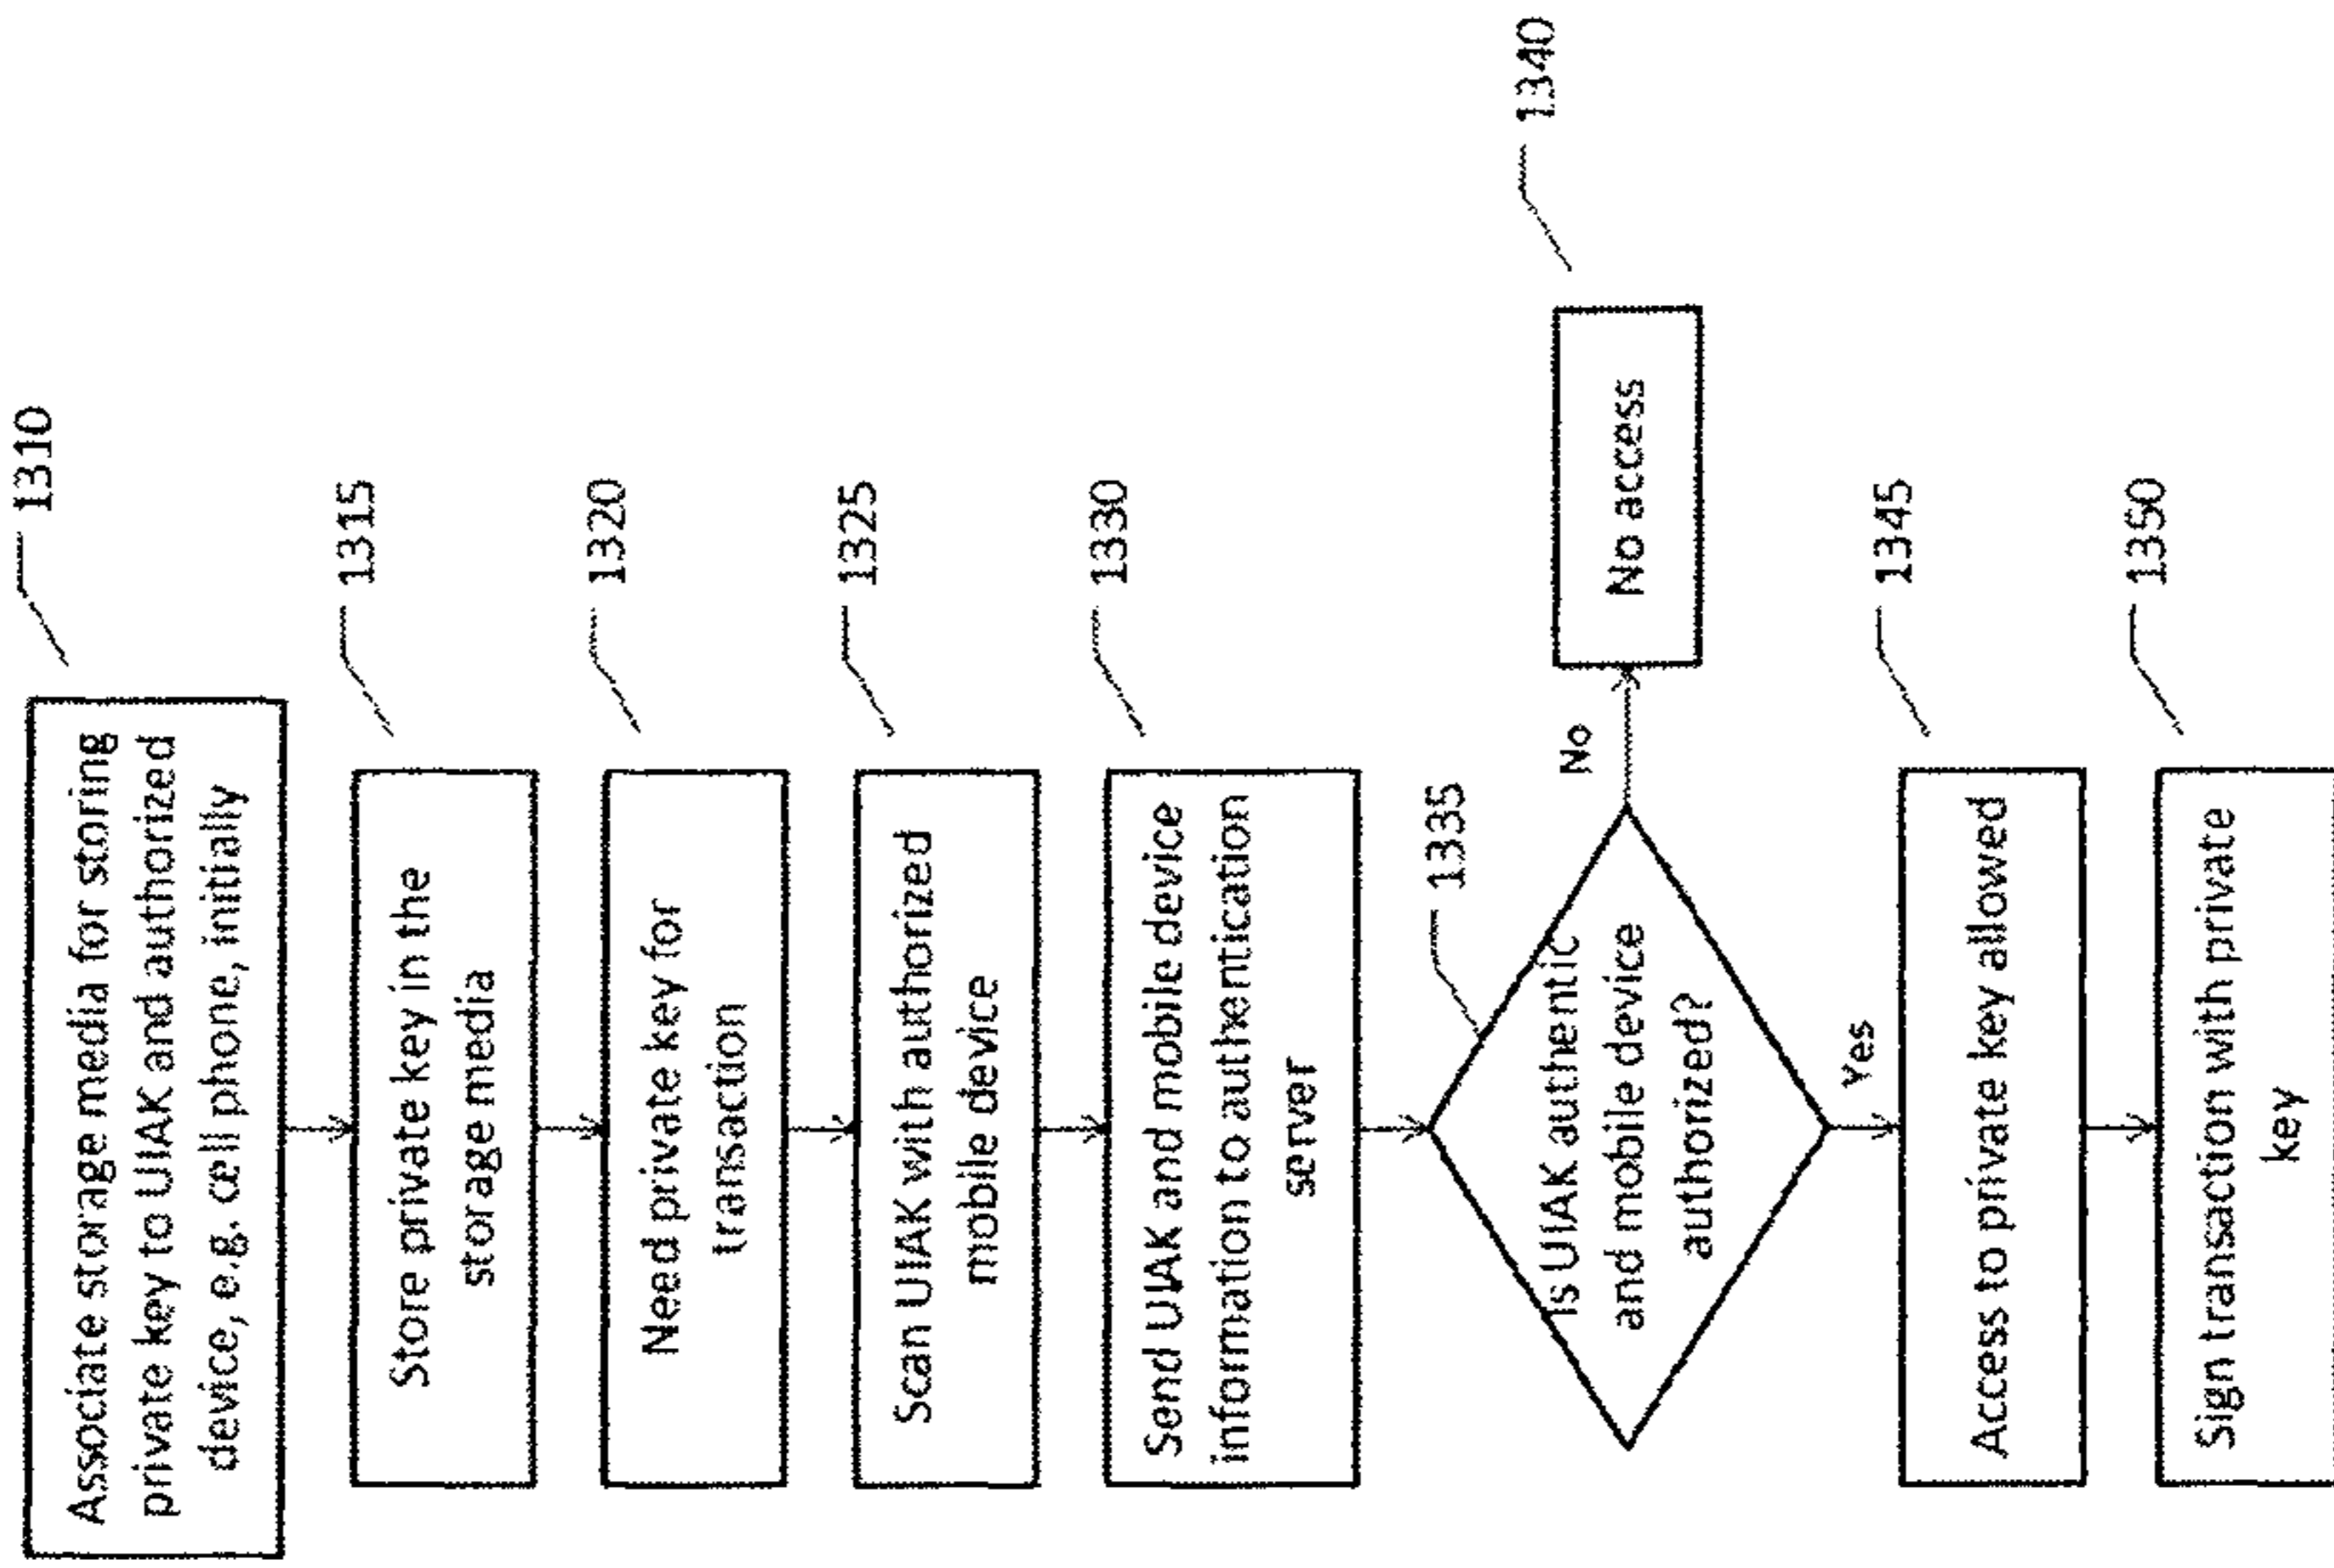 1310
Associate storage media for storing
private key to UIAK and authorized
device, e.g. cell phone, initially
1315
Store private key in the
storage media
1320
Need private key for
transaction
1325
Scan UIAK with authorized
mobile device
1330
Send UIAK and mobile device
information to authentication
server
1335
Is UIAK authentic
and mobile device
authorized?
No
1340
No access
Yes
1345
Access to private key allowed
1350
Sign transaction with private
key